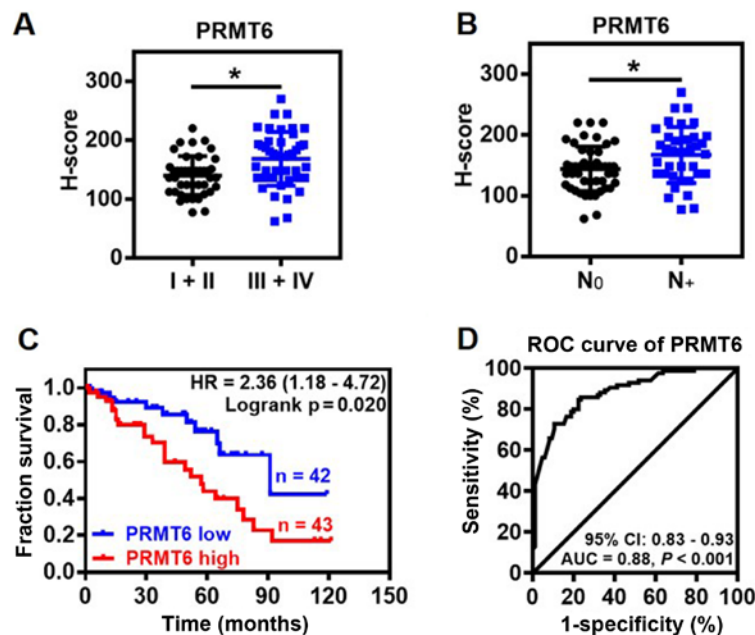 A
PRMT6
*
H-score
300
200
100
0
I + II
III + IV
B
PRMT6
*
H-score
300
200
100
0
N0
N+
C
HR = 2.36 (1.18 - 4.72)
Logrank p = 0.020
Fraction survival
1.0
0.8
0.6
0.4
0.2
0.0
n = 42
n = 43
PRMT6 low
PRMT6 high
0
30
60
90
120
150
Time (months)
D
ROC curve of PRMT6
Sensitivity (%)
100
80
60
40
20
0
95% CI: 0.83 - 0.93
AUC = 0.88, P < 0.001
0
20
40
60
80
100
1-specificity (%)